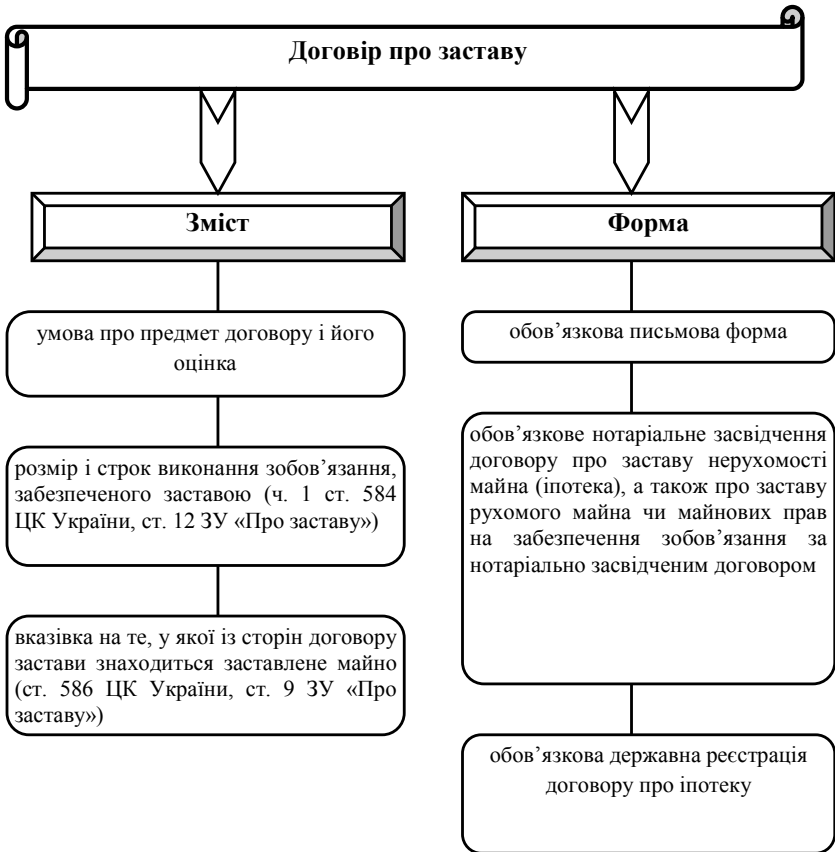 Договір про заставу
Зміст
умова про предмет договору і його
оцінка
розмір і строк виконання зобов’язання,
забезпеченого заставою (ч. 1 ст. 584
ЦК України, ст. 12 ЗУ «Про заставу»)
вказівка на те, у якої із сторін договору
застави знаходиться заставлене майно
(ст. 586 ЦК України, ст. 9 ЗУ «Про
заставу»)
Форма
обов’язкова письмова форма
обов’язкове нотаріальне засвідчення
договору про заставу нерухомості
майна (іпотека), а також про заставу
рухомого майна чи майнових прав
на забезпечення зобов’язання за
нотаріально засвідченим договором
обов’язкова державна реєстрація
договору про іпотеку